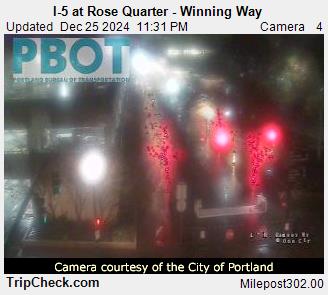 I-5 at Rose Quarter - Winning Way
Updated Dec 25 2024 11:31 PM Camera 4
PBOT
PORTLAND BUREAU OF TRANSPORTATION
Camera courtesy of the City of Portland
TripCheck.com Milepost302.00